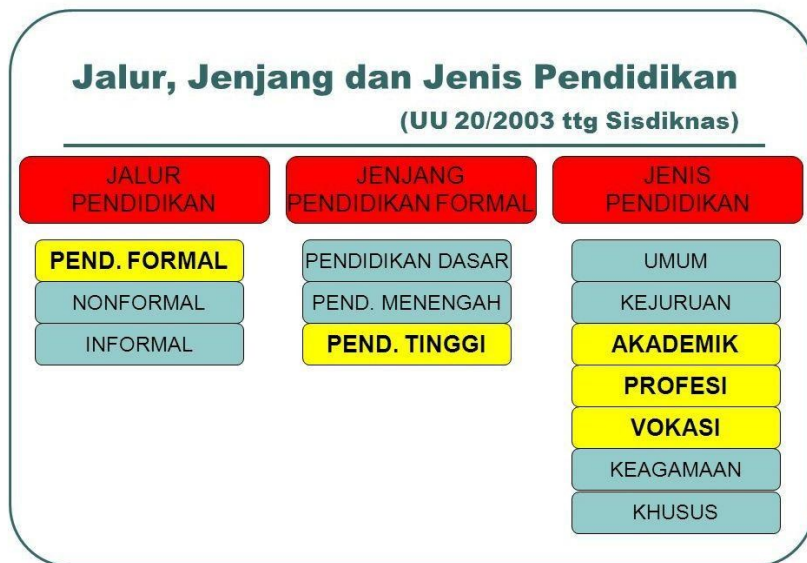 Jalur, Jenjang dan Jenis Pendidikan
(UU 20/2003 ttg Sisdiknas)
JALUR
PENDIDIKAN
PEND. FORMAL
NONFORMAL
INFORMAL
JENJANG
PENDIDIKAN FORMAL
PENDIDIKAN DASAR
PEND. MENENGAH
PEND. TINGGI
JENIS
PENDIDIKAN
UMUM
KEJURUAN
AKADEMIK
PROFESI
VOKASI
KEAGAMAAN
KHUSUS